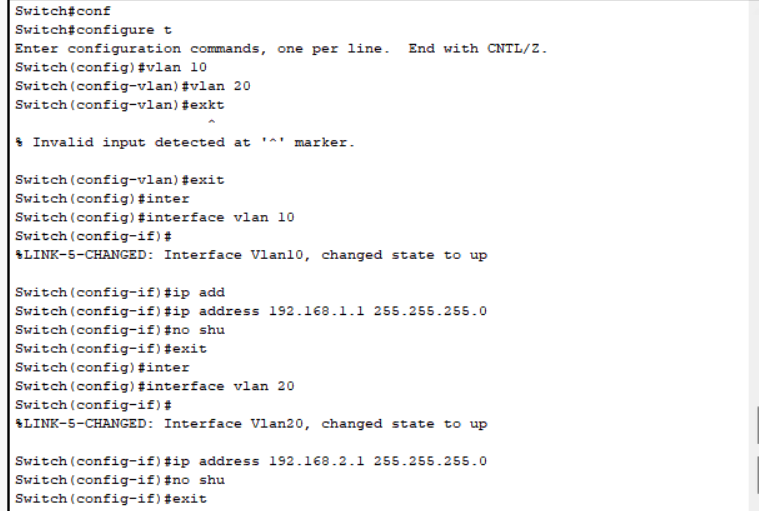 Switch#conf
Switch#configure t
Enter configuration commands, one per line.  End with CNTL/Z.
Switch(config)#vlan 10
Switch(config-vlan)#vlan 20
Switch(config-vlan)#exkt
^
% Invalid input detected at '^' marker.
Switch(config-vlan)#exit
Switch(config)#inter
Switch(config)#interface vlan 10
Switch(config-if)#
%LINK-5-CHANGED: Interface Vlan10, changed state to up
Switch(config-if)#ip add
Switch(config-if)#ip address 192.168.1.1 255.255.255.0
Switch(config-if)#no shu
Switch(config-if)#exit
Switch(config)#inter
Switch(config)#interface vlan 20
Switch(config-if)#
%LINK-5-CHANGED: Interface Vlan20, changed state to up
Switch(config-if)#ip address 192.168.2.1 255.255.255.0
Switch(config-if)#no shu
Switch(config-if)#exit